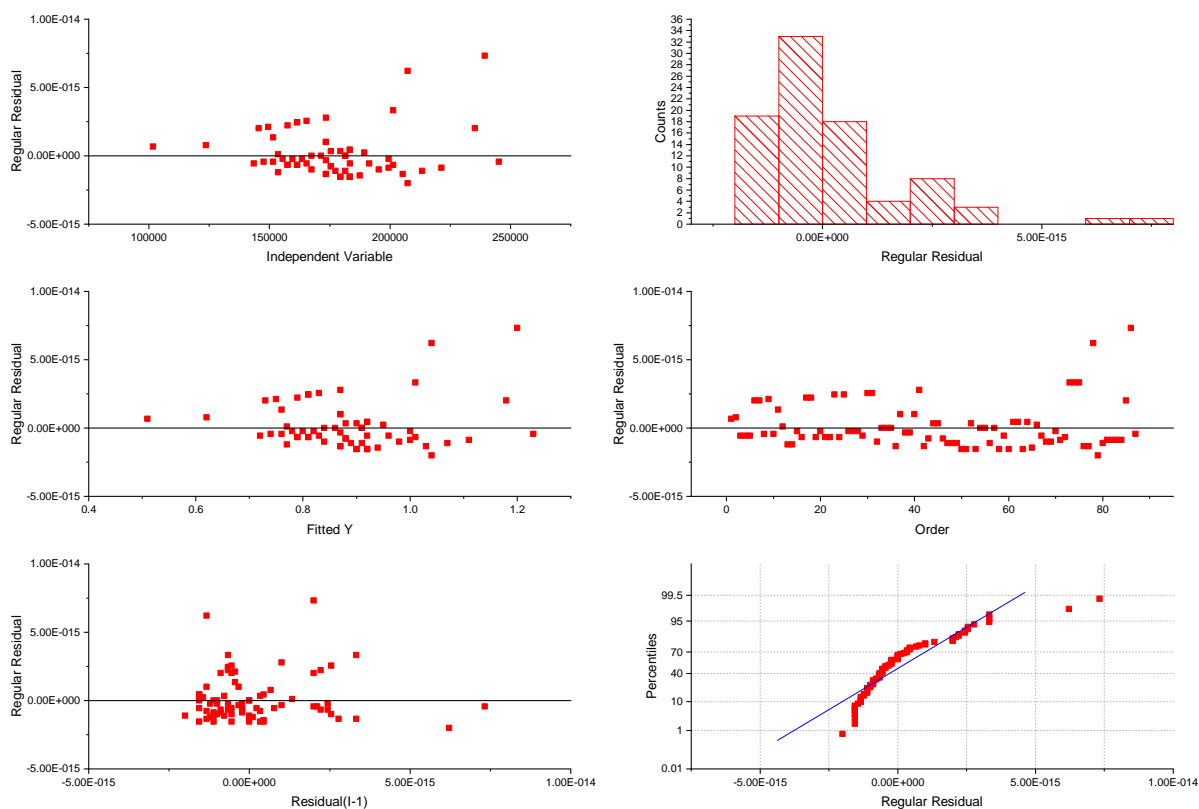 1.00E-014
5.00E-015
0.00E+000
-5.00E-015
Regular Residual
100000 150000 200000 250000
Independent Variable
36
34
32
30
28
26
24
22
20
18
16
14
12
10
8
6
4
2
0
Counts
0.00E+000 5.00E-015
Regular Residual
1.00E-014
5.00E-015
0.00E+000
-5.00E-015
Regular Residual
0.4 0.6 0.8 1.0 1.2
Fitted Y
1.00E-014
5.00E-015
0.00E+000
-5.00E-015
Regular Residual
0 20 40 60 80
Order
1.00E-014
5.00E-015
0.00E+000
-5.00E-015
Regular Residual
-5.00E-015 0.00E+000 5.00E-015 1.00E-014
Residual(I-1)
99.5
95
70
40
10
1
0.01
Percentiles
-5.00E-015 0.00E+000 5.00E-015 1.00E-014
Regular Residual